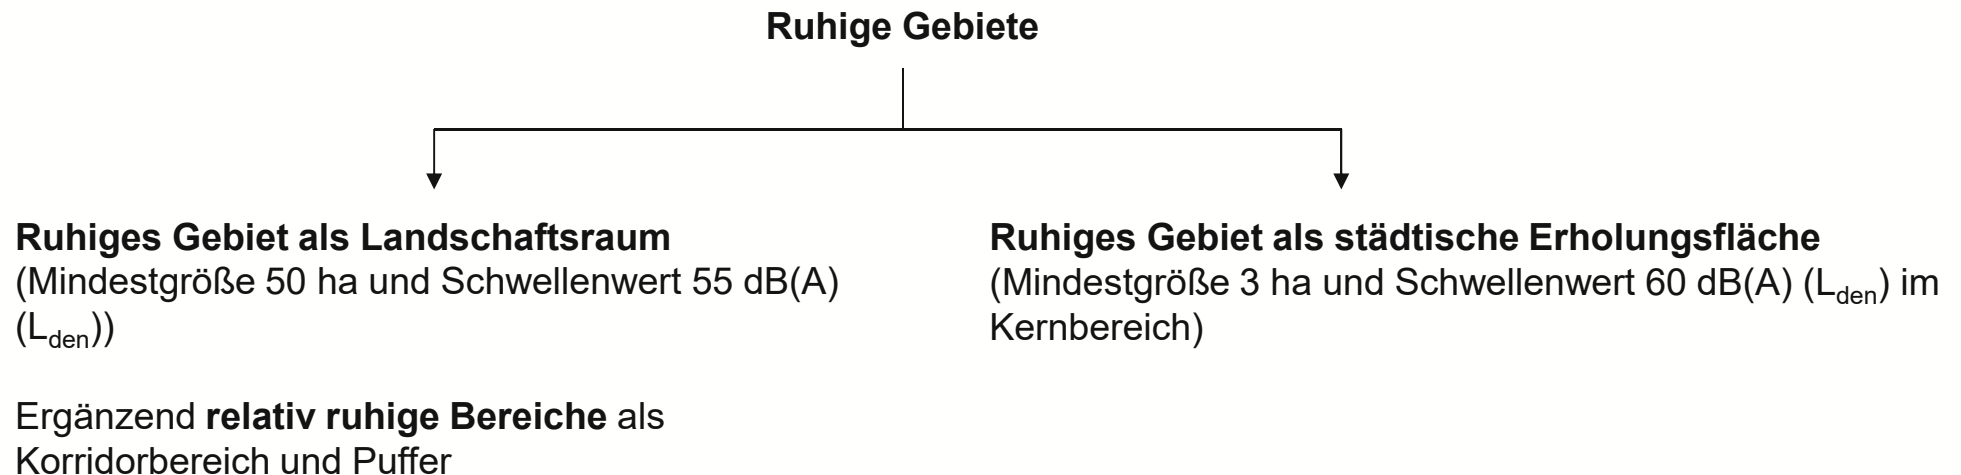 Ruhige Gebiete
Ruhiges Gebiet als Landschaftsraum
(Mindestgröße 50 ha und Schwellenwert 55 dB(A)
(Lden))
Ergänzend relativ ruhige Bereiche als
Korridorbereich und Puffer
Ruhiges Gebiet als städtische Erholungsfläche
(Mindestgröße 3 ha und Schwellenwert 60 dB(A) (Lden) im
Kernbereich)